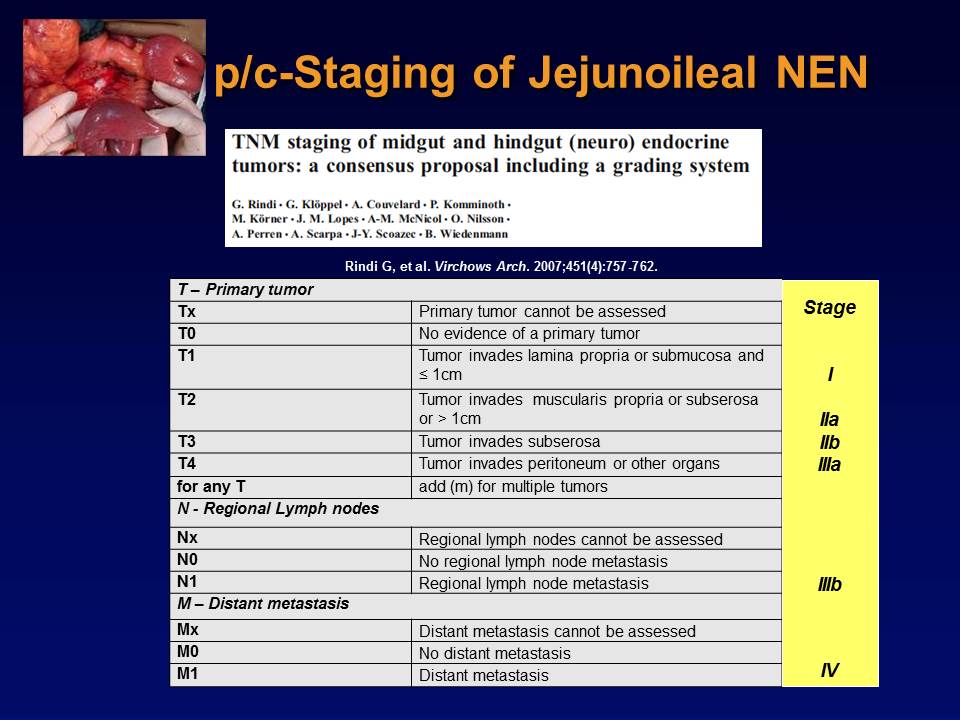 p/c-Staging of Jejunoileal NEN
TNM staging of midgut and hindgut (neuro) endocrine
tumors: a consensus proposal including a grading system
G. Rindi · G. Klöppel · A. Couvelard · P. Komminoth ·
M. Körner · J. M. Lopes · A-M. McNicol · O. Nilsson ·
A. Perren · A. Scarpa · J-Y. Scoazec · B. Wiedenmann
Rindi G, et al. Virchows Arch. 2007;451(4):757-762.
T – Primary tumor
Stage
Tx Primary tumor cannot be assessed
T0 No evidence of a primary tumor
T1 Tumor invades lamina propria or submucosa and
≤ 1cm I
T2 Tumor invades muscularis propria or subserosa
or > 1cm IIa
T3 Tumor invades subserosa IIb
T4 Tumor invades peritoneum or other organs IIIa
for any T add (m) for multiple tumors
N - Regional Lymph nodes
Nx Regional lymph nodes cannot be assessed
N0 No regional lymph node metastasis
N1 Regional lymph node metastasis IIIb
M – Distant metastasis
Mx Distant metastasis cannot be assessed
M0 No distant metastasis
M1 Distant metastasis IV